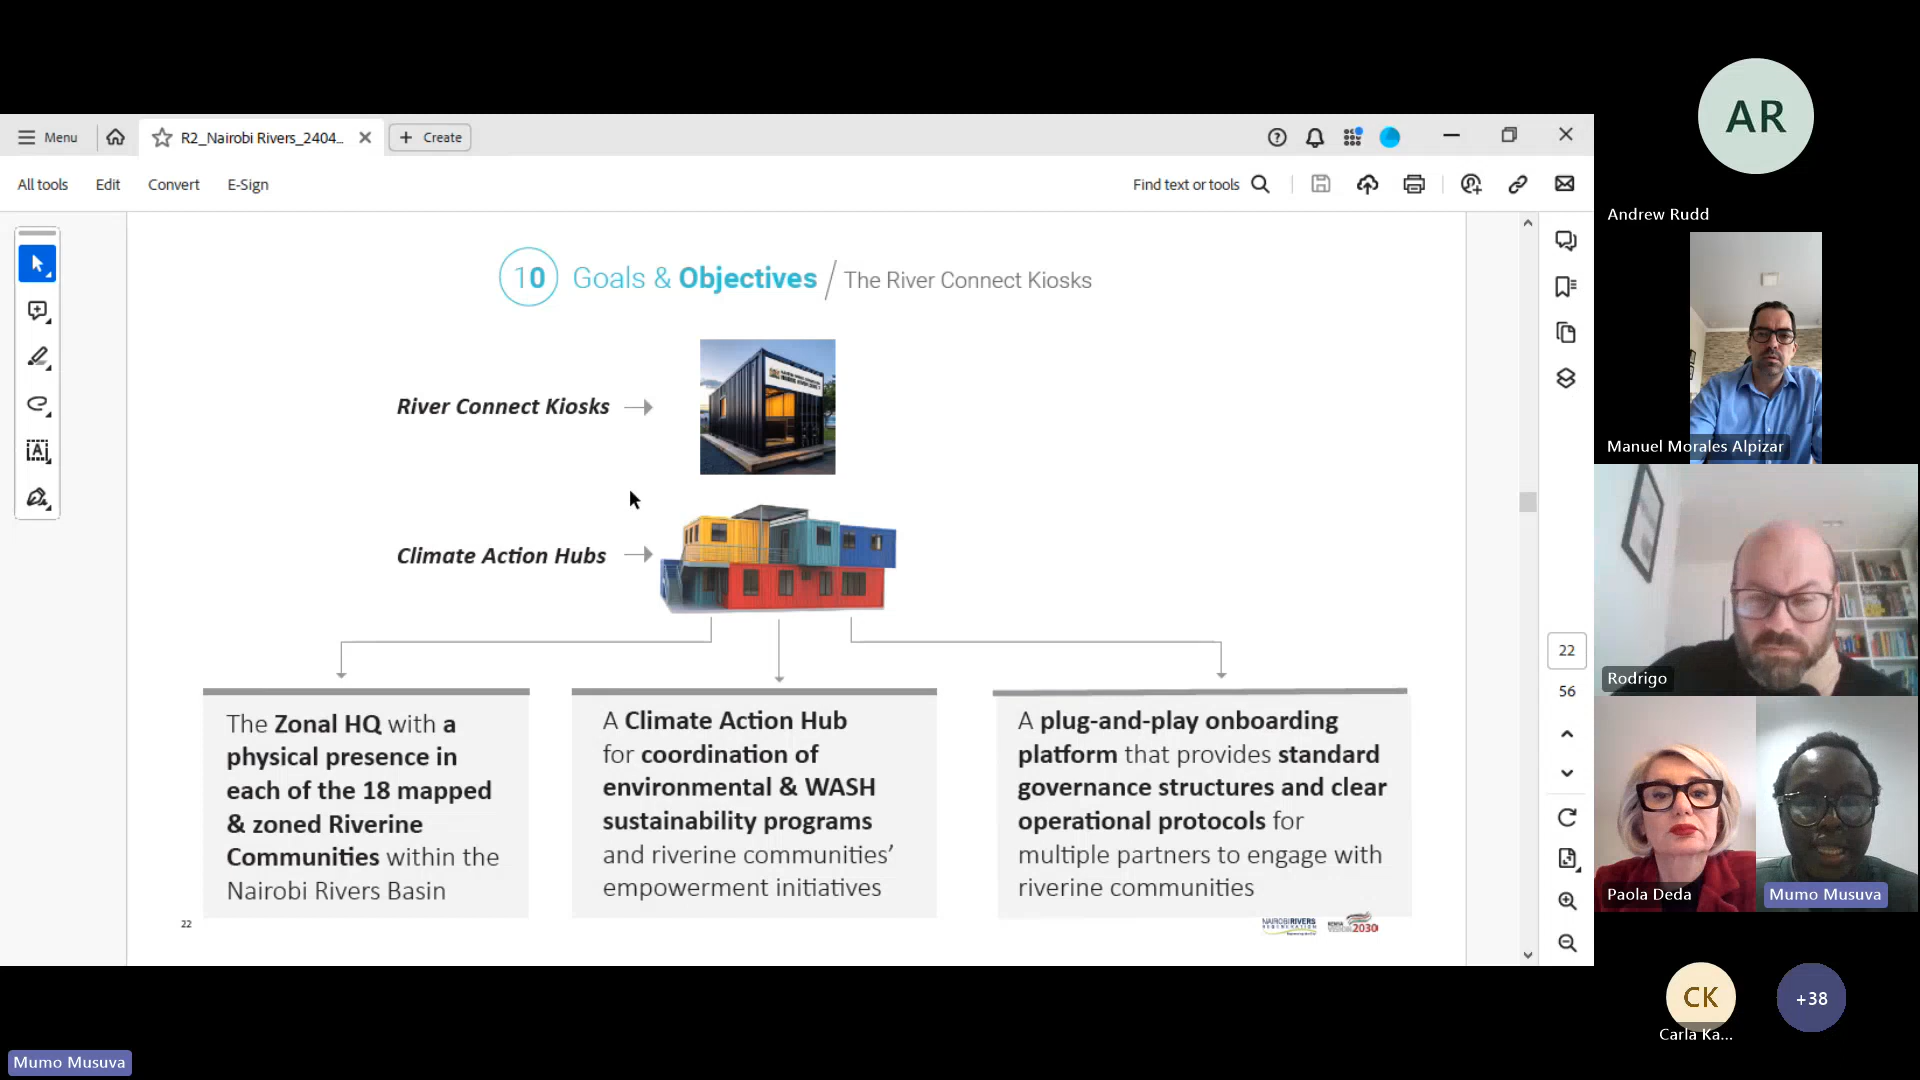 Menu
R2_Nairobi Rivers_2404...
Create
All tools
Edit
Convert
E-Sign
Find text or tools
10 Goals & Objectives / The River Connect Kiosks
River Connect Kiosks
Climate Action Hubs
The Zonal HQ with a
physical presence in
each of the 18 mapped
& zoned Riverine
Communities within the
Nairobi Rivers Basin
A Climate Action Hub
for coordination of
environmental & WASH
sustainability programs
and riverine communities’
empowerment initiatives
A plug-and-play onboarding
platform that provides standard
governance structures and clear
operational protocols for
multiple partners to engage with
riverine communities
22
NAIROBIRIVERS
REGENERATION
KENYA
VISION 2030
22
56
AR
Andrew Rudd
Manuel Morales Alpizar
Rodrigo
Paola Deda
Mumo Musuva
CK
Carla Ka...
+38
Mumo Musuva